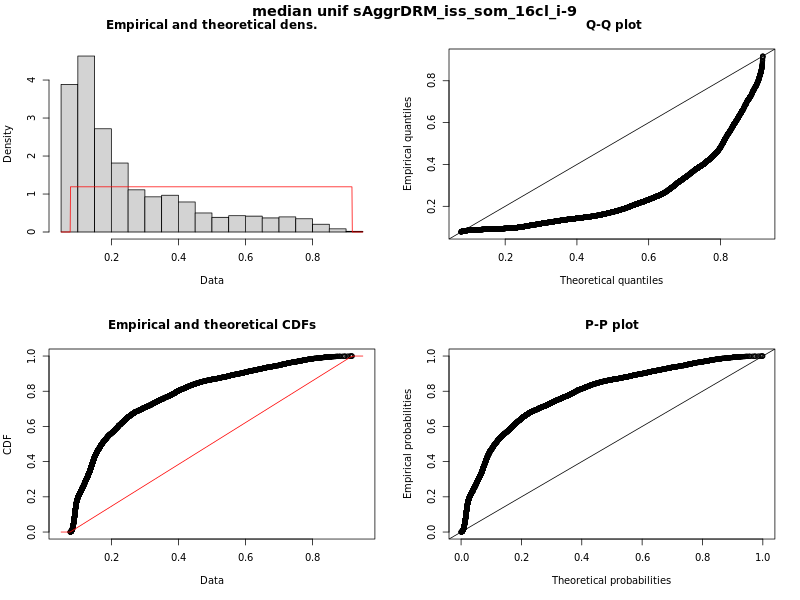 median unif sAggrDRM_iss_som_16cl_i-9
Empirical and theoretical dens.
Density
0 1 2 3 4
0.2 0.4 0.6 0.8
Data
Q-Q plot
Empirical quantiles
0.2 0.4 0.6 0.8
0.2 0.4 0.6 0.8
Theoretical quantiles
Empirical and theoretical CDFs
CDF
0.0 0.2 0.4 0.6 0.8 1.0
0.2 0.4 0.6 0.8
Data
P-P plot
Empirical probabilities
0.0 0.2 0.4 0.6 0.8 1.0
0.0 0.2 0.4 0.6 0.8 1.0
Theoretical probabilities